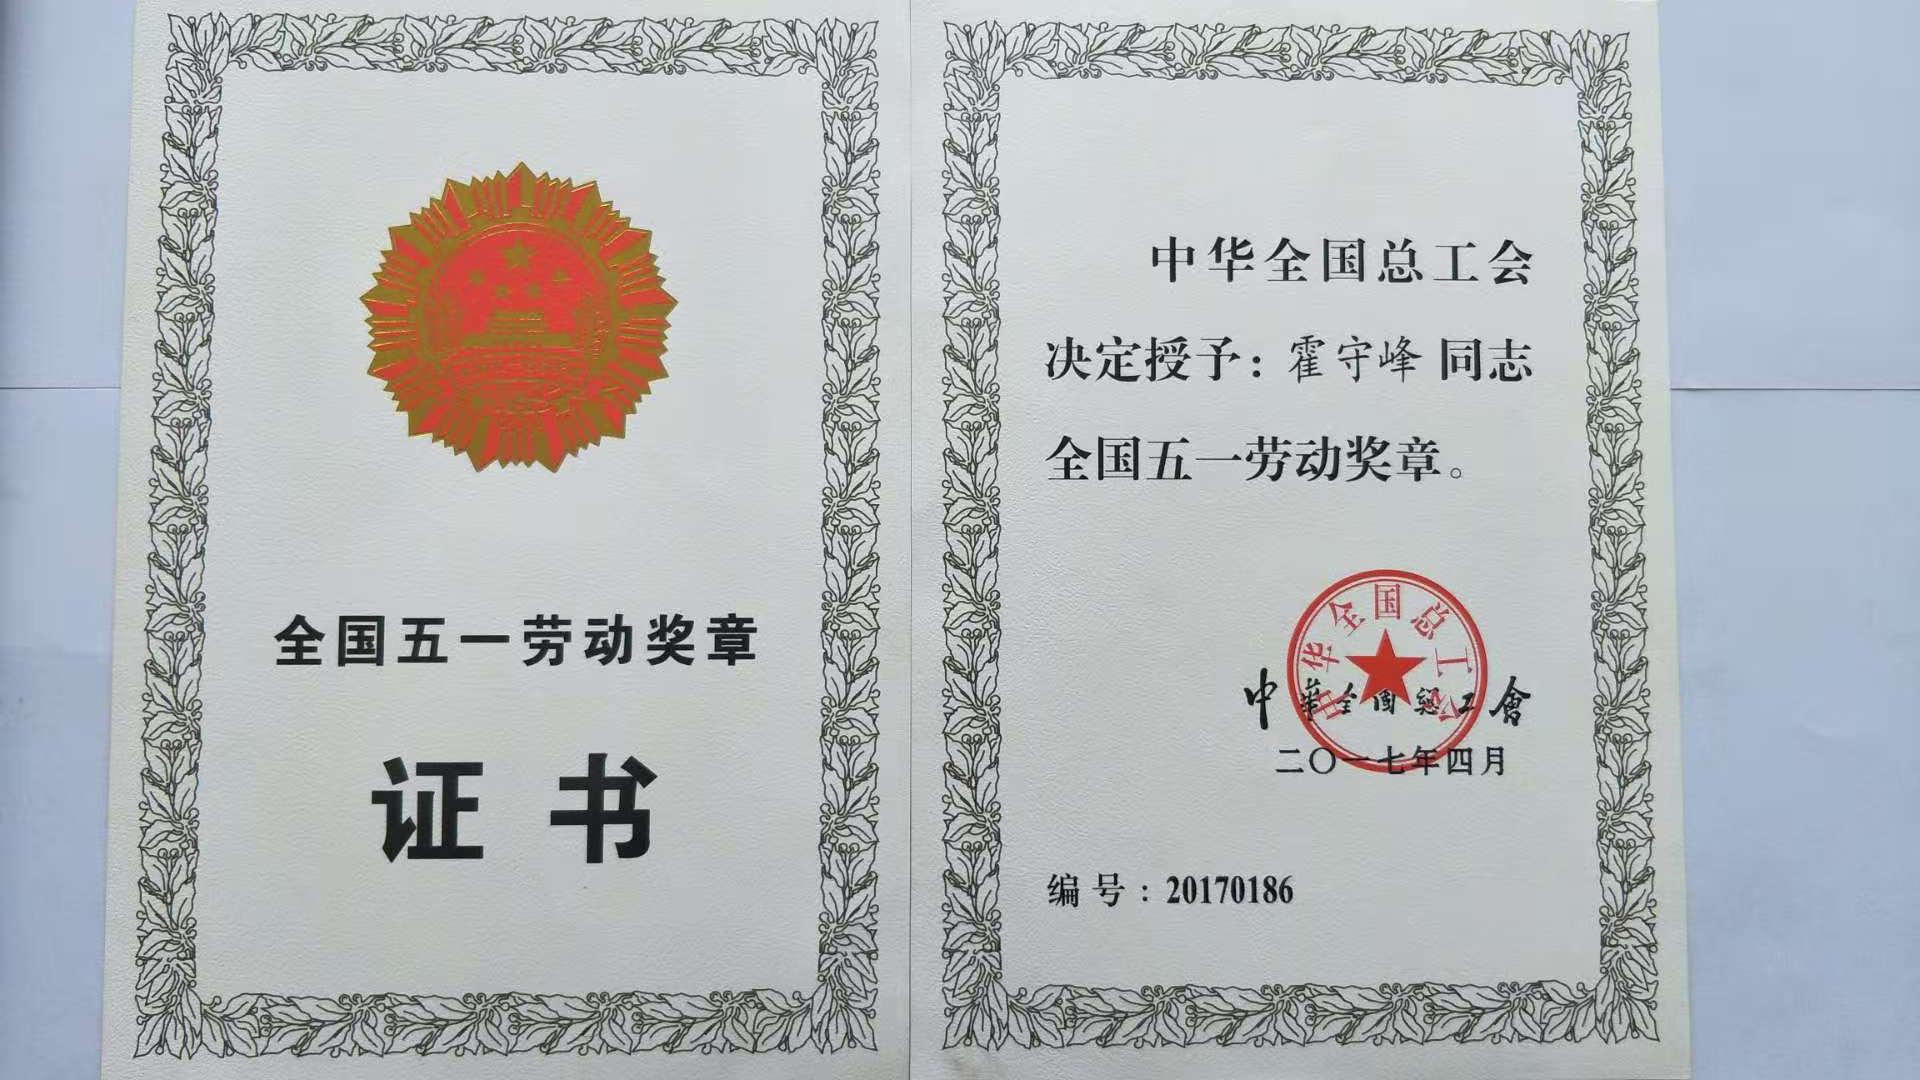 全国五一劳动奖章
证书
中华全国总工会
决定授予：霍守峰 同志
全国五一劳动奖章。
中华全国总工会
中華全國總工會
二〇一七年四月
编号：20170186